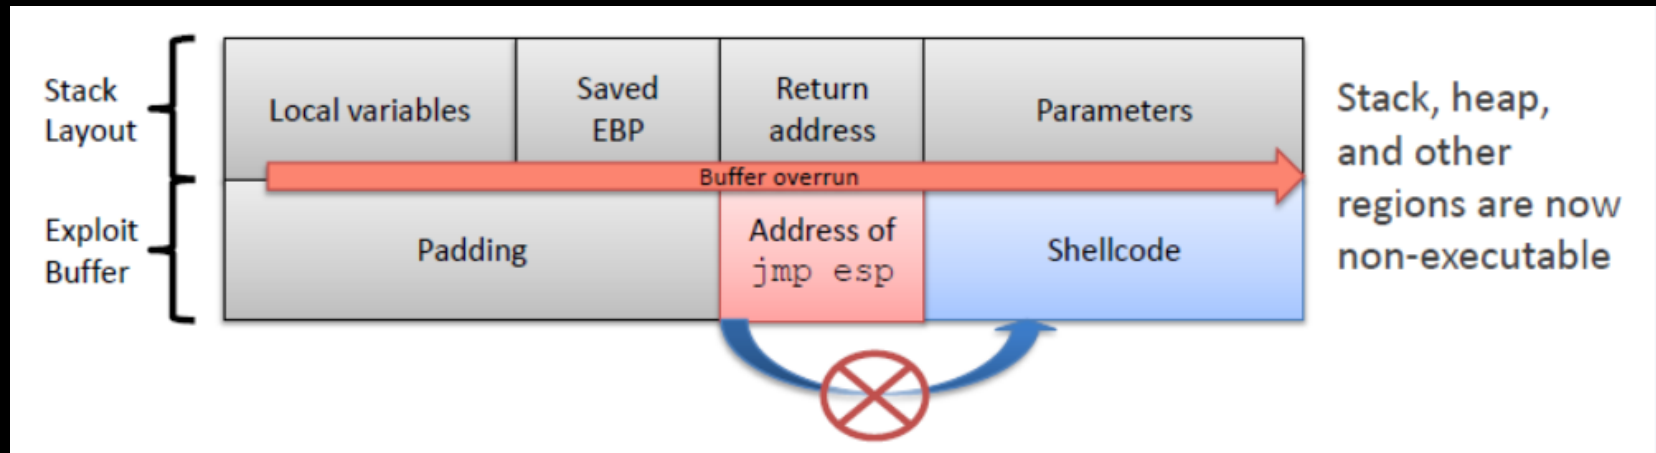 Stack
Layout
Local variables
Saved
EBP
Return
address
Parameters
Buffer overrun
Exploit
Buffer
Padding
Address of
jmp esp
Shellcode
Stack, heap,
and other
regions are now
non-executable